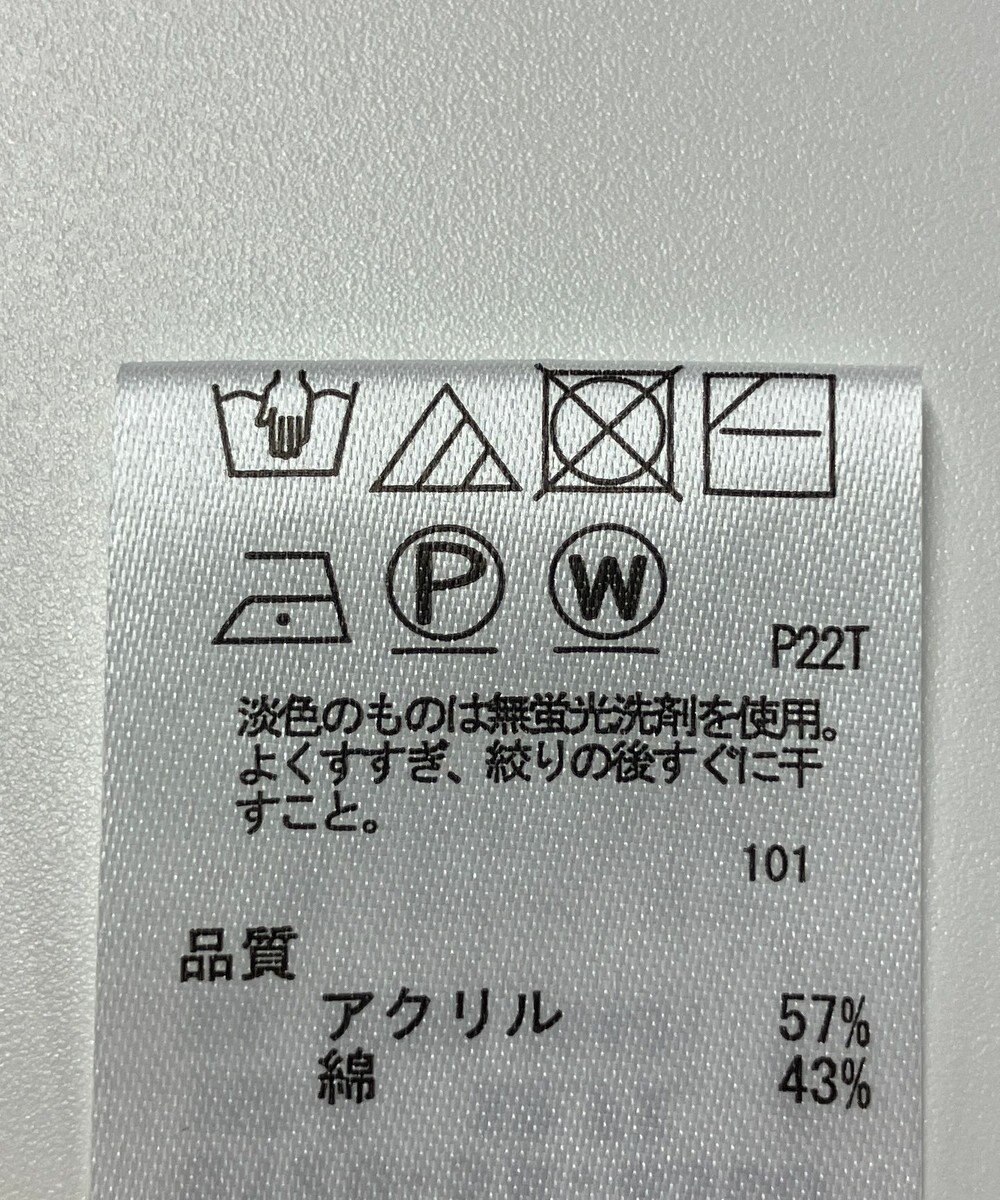 P W
P22T
淡色のものは無蛍光洗剤を使用。
よくすすぎ、絞りの後すぐに干
すこと。
101
品質
アクリル 57%
綿 43%